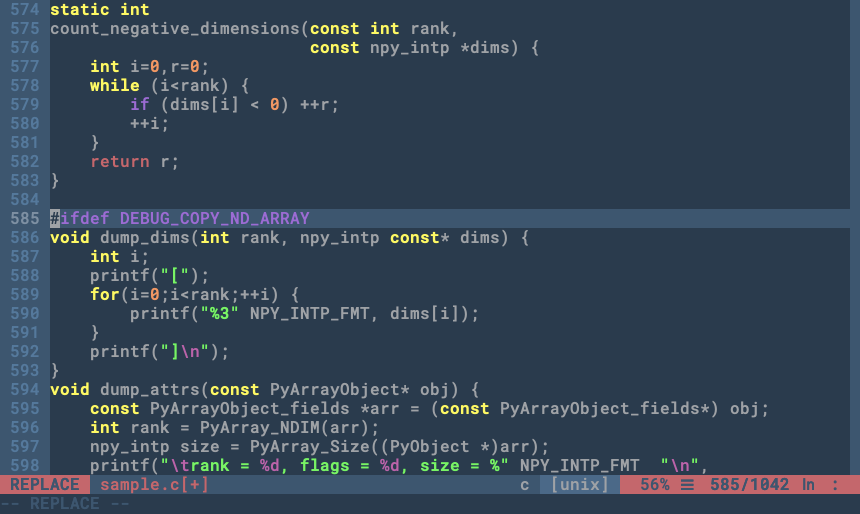 574 static int
575 count_negative_dimensions(const int rank,
576                           const npy_intp *dims) {
577     int i=0,r=0;
578     while (i<rank) {
579         if (dims[i] < 0) ++r;
580         ++i;
581     }
582     return r;
583 }
584
585 #ifdef DEBUG_COPY_ND_ARRAY
586 void dump_dims(int rank, npy_intp const* dims) {
587     int i;
588     printf("[");
589     for(i=0;i<rank;++i) {
590         printf("%3" NPY_INTP_FMT, dims[i]);
591     }
592     printf("]\n");
593 }
594 void dump_attrs(const PyArrayObject* obj) {
595     const PyArrayObject_fields *arr = (const PyArrayObject_fields*) obj;
596     int rank = PyArray_NDIM(arr);
597     npy_intp size = PyArray_Size((PyObject *)arr);
598     printf("\trank = %d, flags = %d, size = %" NPY_INTP_FMT  "\n",
REPLACE sample.c[+] c [unix] 56% ☰ 585/1042 ln :
-- REPLACE --